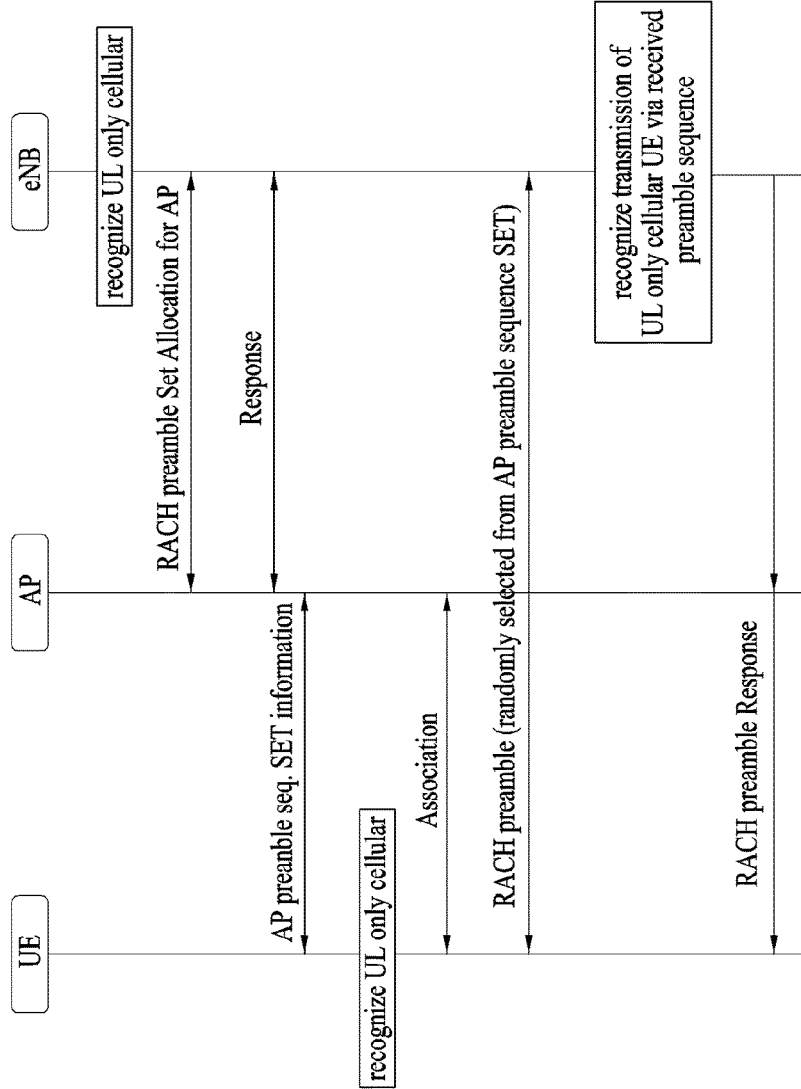 UE
AP
eNB
recognize UL only cellular
RACH preamble Set Allocation for AP
Response
AP preanble seq. SET information
recognize UL only cellular
Association
RACH preamble (randomly selected from AP preamble sequence SET)
recognize transmission of
UL only cellular UE via received
preamble sequence
RACH preamble Response